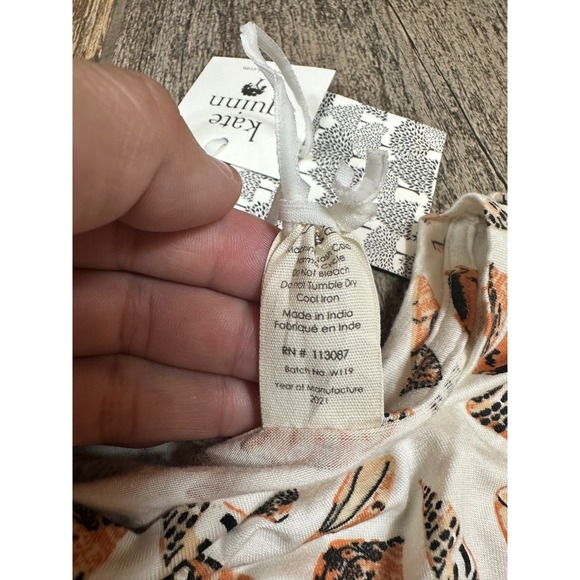 kate
quinn
Cycle
Do Not Bleach
Do not Tumble Dry
Cool Iron
Made in India
Fabriqué en Inde
RN # 113087
Batch No. W119
Year of Manufacture
2021